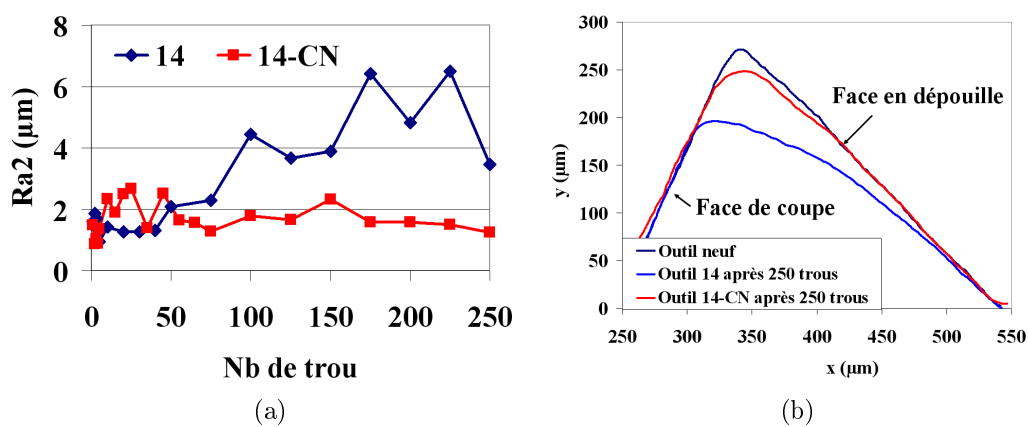 8
6
4
2
0
Ra2 (µm)
14
14-CN
0 50 100 150 200 250
Nb de trou
(a)
300
250
200
150
100
50
0
y (µm)
Face en dépouille
Face de coupe
Outil neuf
Outil 14 après 250 trous
Outil 14-CN après 250 trous
250 300 350 400 450 500 550
x (µm)
(b)